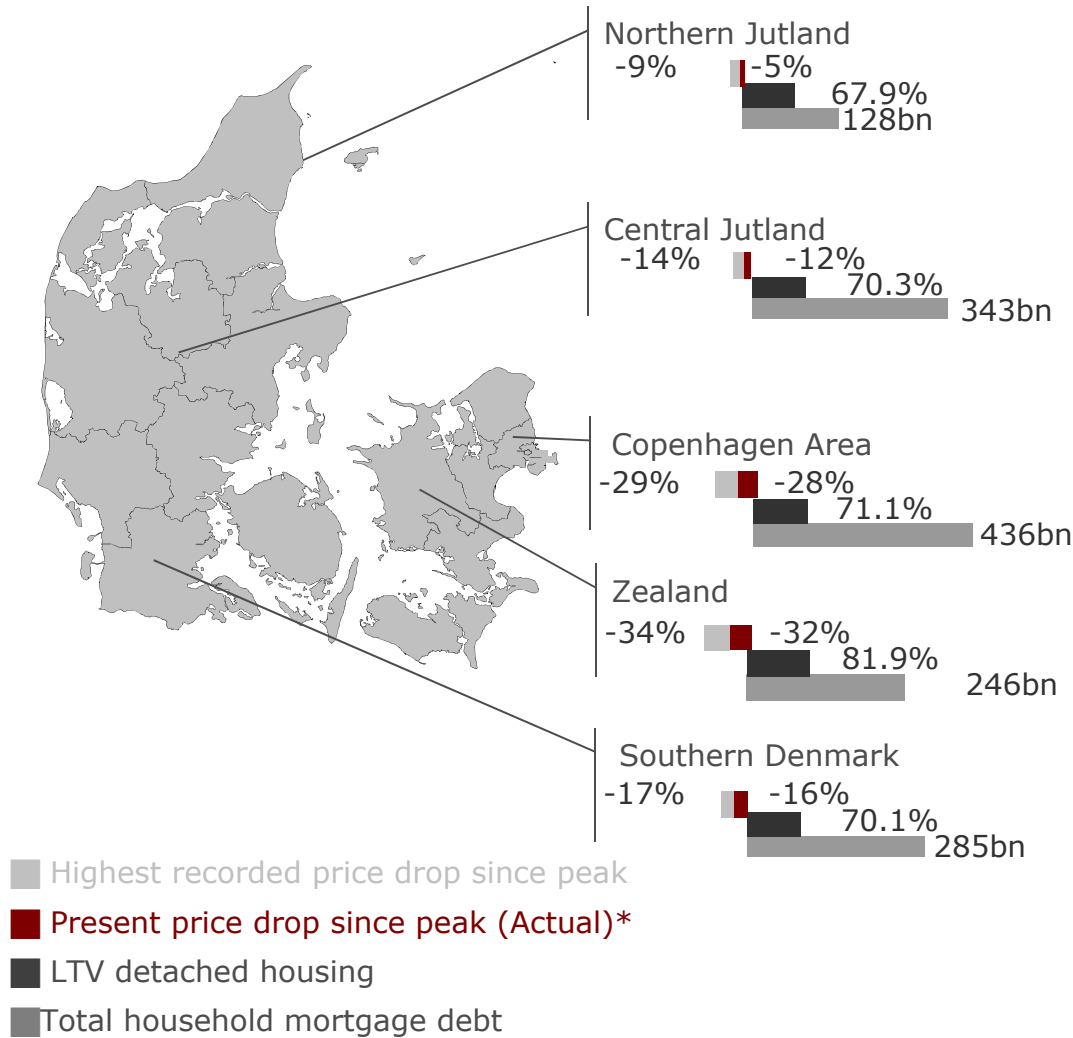 Northern Jutland
-9% -5%
67.9%
128bn
Central Jutland
-14% -12%
70.3%
343bn
Copenhagen Area
-29% -28%
71.1%
436bn
Zealand
-34% -32%
81.9%
246bn
Southern Denmark
-17% -16%
70.1%
285bn
Highest recorded price drop since peak
Present price drop since peak (Actual)*
LTV detached housing
Total household mortgage debt